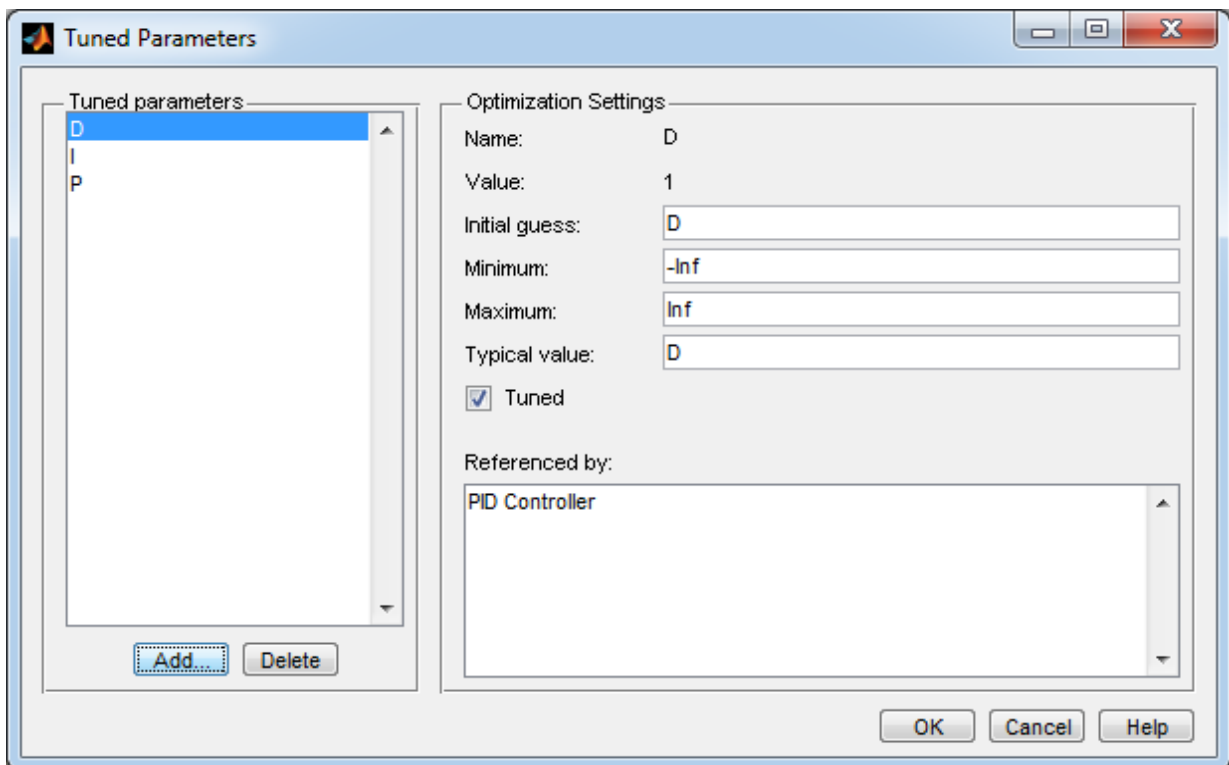 Tuned Parameters
Tuned parameters
D
I
P
Add...
Delete
Optimization Settings
Name: D
Value: 1
Initial guess: D
Minimum: -Inf
Maximum: Inf
Typical value: D
Tuned
Referenced by:
PID Controller
OK
Cancel
Help